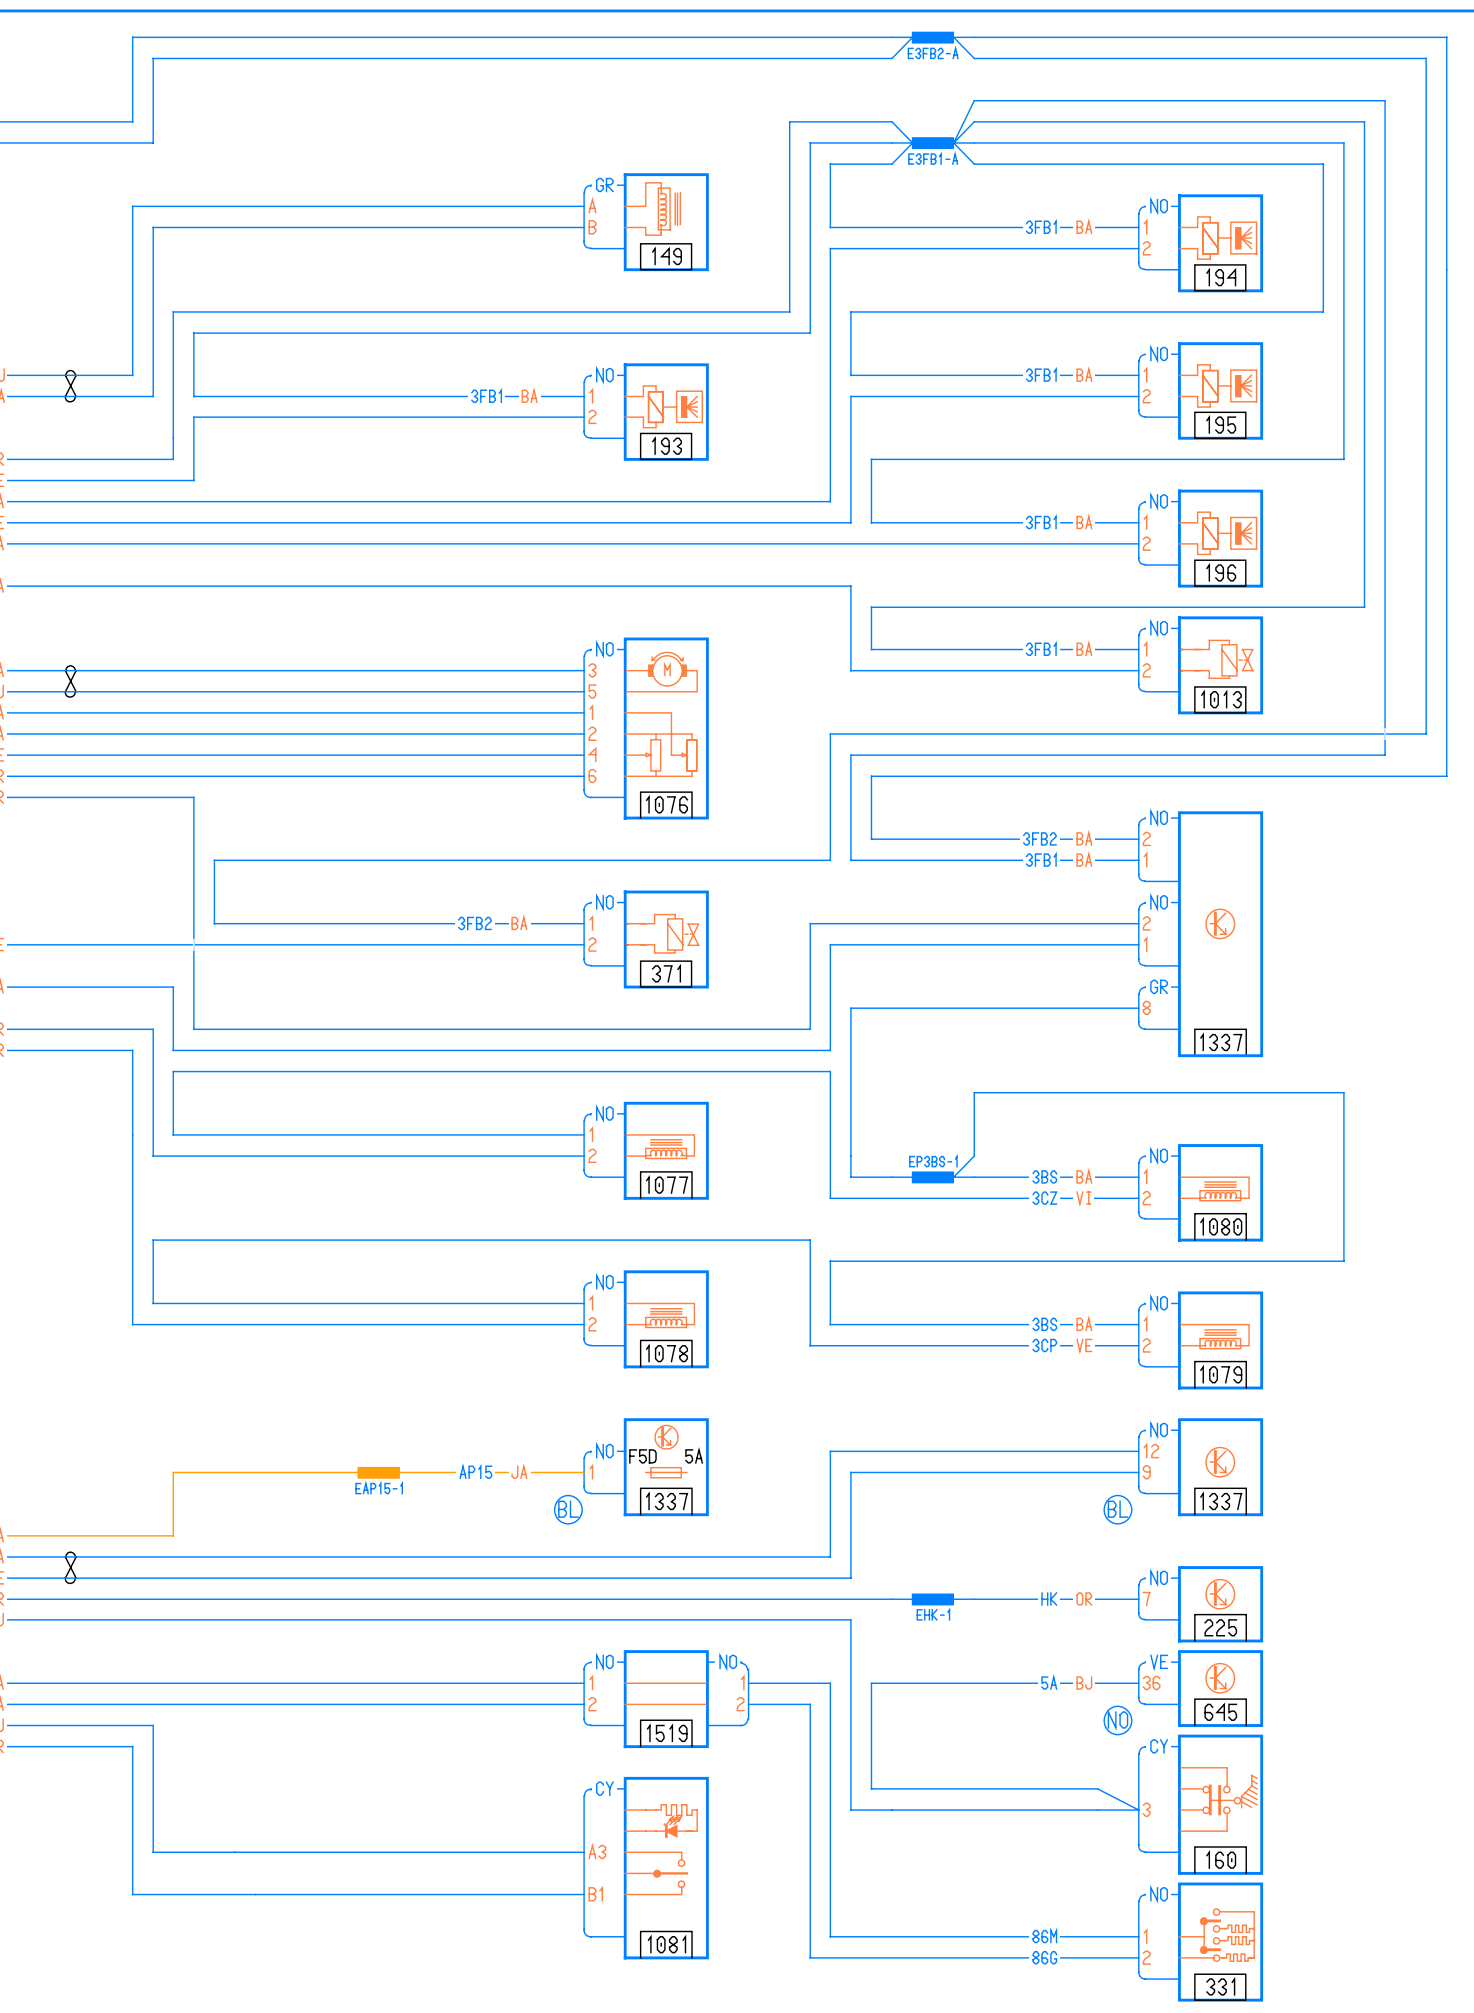 E3FB2-A
E3FB1-A
GR
A
B
149
NO
3FB1 BA 1
2
194
NO
3FB1 BA 1
2
193
NO
3FB1 BA 1
2
195
NO
3FB1 BA 1
2
196
NO
3FB1 BA 1
2
1013
NO
3
5
1
2
4
6
M
1076
NO
3FB2 BA 2
3FB1 BA 1
NO
2
1
GR
8
1337
NO
3FB2 BA 1
2
371
NO
1
2
1077
EP3BS-1
NO
3BS BA 1
3CZ VI 2
1080
NO
1
2
1078
NO
3BS BA 1
3CP VE 2
1079
EAP15-1
AP15 JA
NO
1
F5D 5A
1337
BL
NO
12
9
1337
BL
EHK-1
HK OR
NO
7
225
VE
5A BJ 36
645
NO
CY
3
160
NO
1
2
1519
NO
1
2
CY
A3
B1
1081
NO
86M 1
86G 2
331